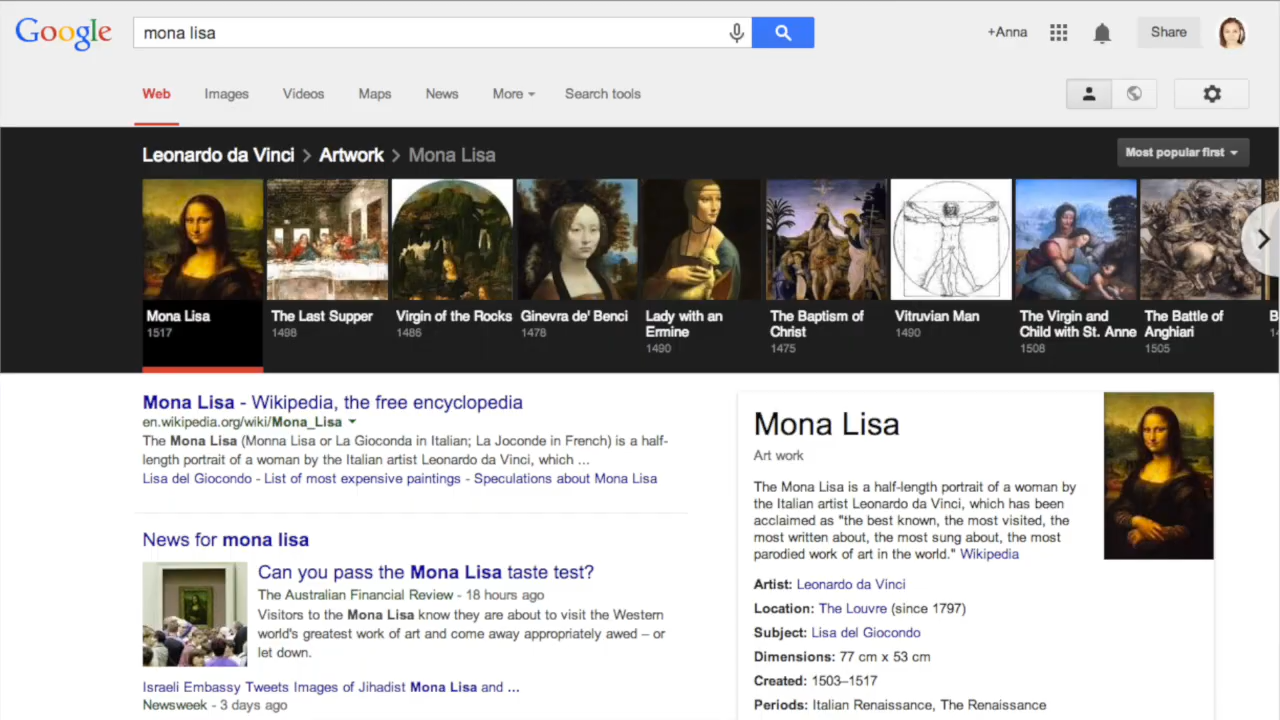 Google
mona lisa
+Anna
Share
Web
Images
Videos
Maps
News
More
Search tools
Leonardo da Vinci > Artwork > Mona Lisa
Most popular first
Mona Lisa
1517
The Last Supper
1498
Virgin of the Rocks
1486
Ginevra de' Benci
1478
Lady with an
Ermine
1490
The Baptism of
Christ
1475
Vitruvian Man
1490
The Virgin and
Child with St. Anne
1508
The Battle of
Anghiari
1505
Mona Lisa - Wikipedia, the free encyclopedia
en.wikipedia.org/wiki/Mona_Lisa
The Mona Lisa (Monna Lisa or La Gioconda in Italian; La Joconde in French) is a half-
length portrait of a woman by the Italian artist Leonardo da Vinci, which ...
Lisa del Giocondo - List of most expensive paintings - Speculations about Mona Lisa
News for mona lisa
Can you pass the Mona Lisa taste test?
The Australian Financial Review - 18 hours ago
Visitors to the Mona Lisa know they are about to visit the Western
world's greatest work of art and come away appropriately awed – or
let down.
Israeli Embassy Tweets Images of Jihadist Mona Lisa and ...
Newsweek - 3 days ago
Mona Lisa
Art work
The Mona Lisa is a half-length portrait of a woman by
the Italian artist Leonardo da Vinci, which has been
acclaimed as "the best known, the most visited, the
most written about, the most sung about, the most
parodied work of art in the world." Wikipedia
Artist: Leonardo da Vinci
Location: The Louvre (since 1797)
Subject: Lisa del Giocondo
Dimensions: 77 cm x 53 cm
Created: 1503–1517
Periods: Italian Renaissance, The Renaissance